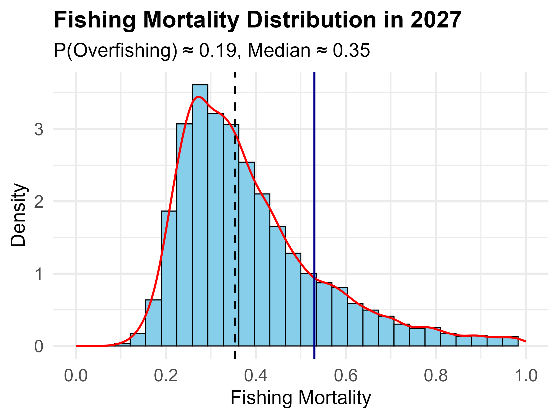 Fishing Mortality Distribution in 2027
P(Overfishing) ≈ 0.19, Median ≈ 0.35
Density
3
2
1
0
0.0 0.2 0.4 0.6 0.8 1.0
Fishing Mortality